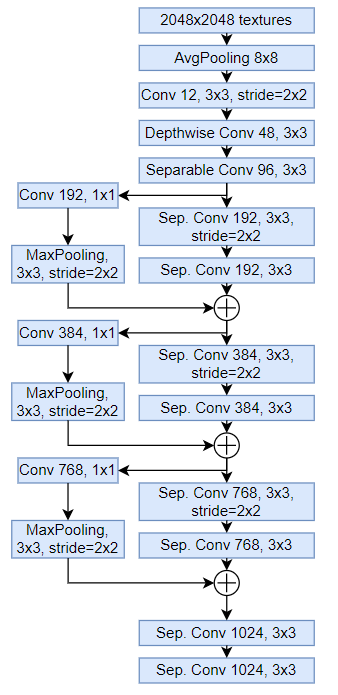 2048x2048 textures
AvgPooling 8x8
Conv 12, 3x3, stride=2x2
Depthwise Conv 48, 3x3
Separable Conv 96, 3x3
Conv 192, 1x1
Sep. Conv 192, 3x3,
stride=2x2
MaxPooling,
3x3, stride=2x2
Sep. Conv 192, 3x3
Conv 384, 1x1
Sep. Conv 384, 3x3,
stride=2x2
MaxPooling,
3x3, stride=2x2
Sep. Conv 384, 3x3
Conv 768, 1x1
Sep. Conv 768, 3x3,
stride=2x2
MaxPooling,
3x3, stride=2x2
Sep. Conv 768, 3x3
Sep. Conv 1024, 3x3
Sep. Conv 1024, 3x3